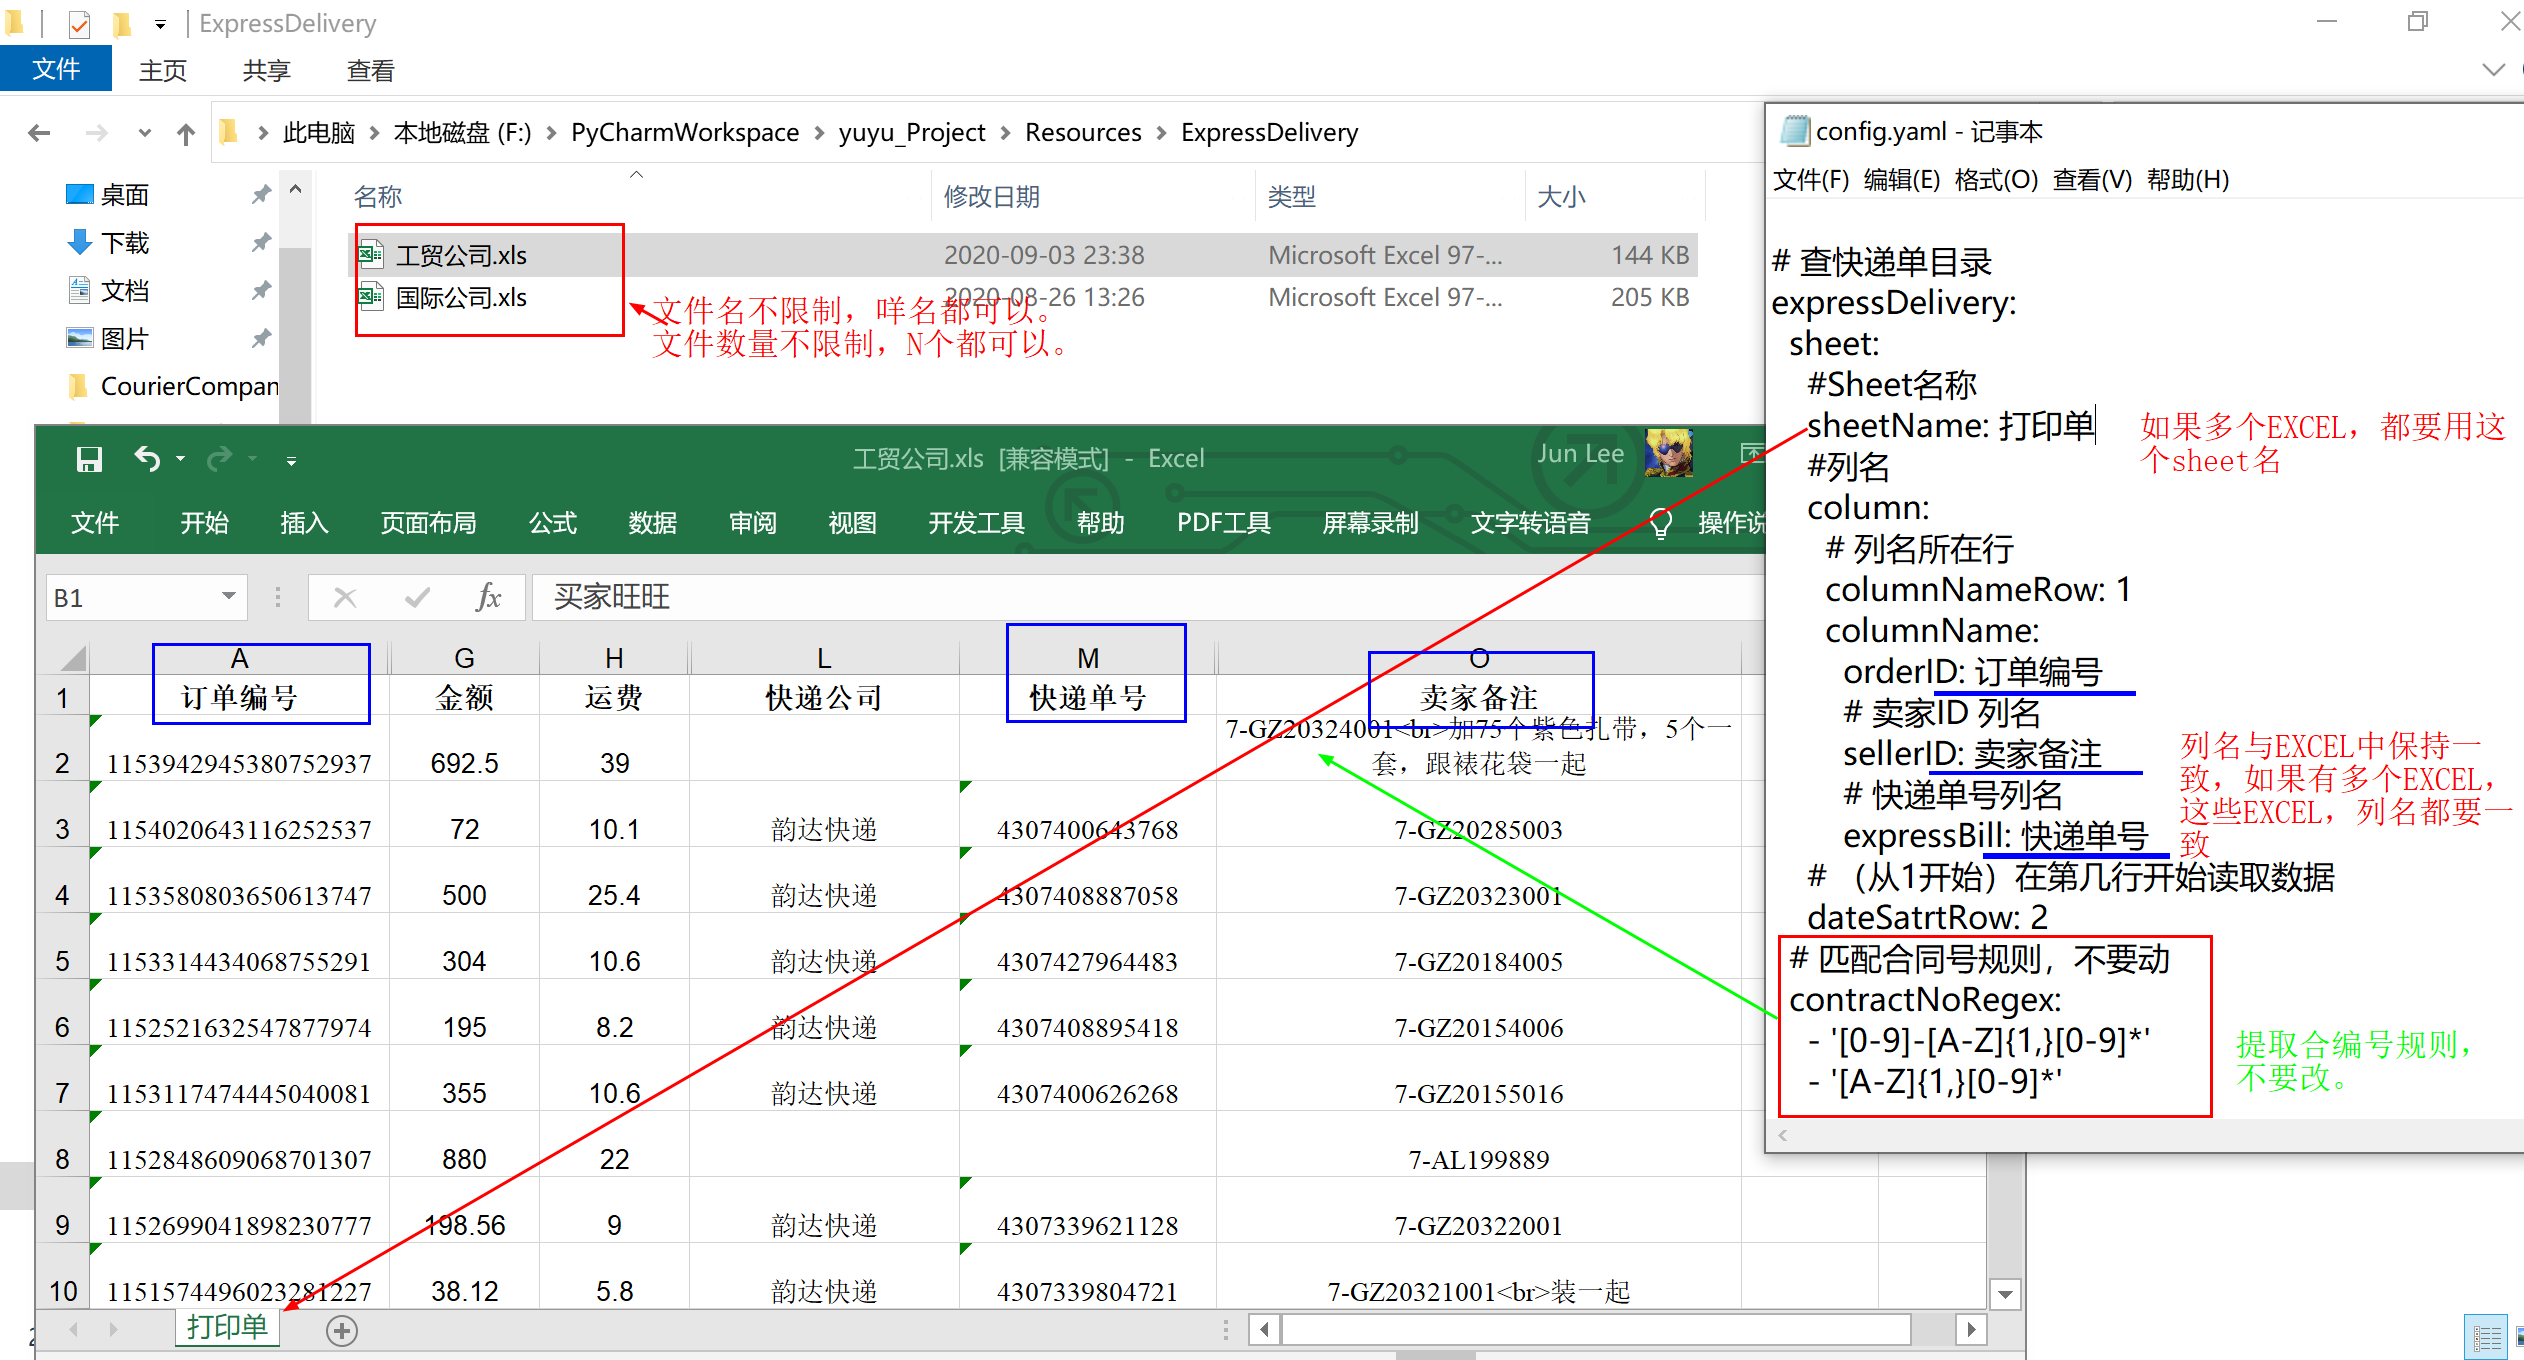 ExpressDelivery
文件 主页 共享 查看
此电脑 本地磁盘 (F:) PyCharmWorkspace yuyu_Project Resources ExpressDelivery
桌面
下载
文档
图片
CourierCompan
名称 修改日期 类型 大小
工贸公司.xls 2020-09-03 23:38 Microsoft Excel 97-... 144 KB
国际公司.xls 2020-08-26 13:26 Microsoft Excel 97-... 205 KB
文件名不限制，咩名都可以。
文件数量不限制，N个都可以。
工贸公司.xls [兼容模式] - Excel
Jun Lee
文件 开始 插入 页面布局 公式 数据 审阅 视图 开发工具 帮助 PDF工具 屏幕录制 文字转语音 操作说
B1 fx 买家旺旺
A G H L M O
1 订单编号 金额 运费 快递公司 快递单号 卖家备注
7-GZ20324001<br>加75个紫色扎带，5个一
2 1153942945380752937 692.5 39 套，跟裱花袋一起
3 1154020643116252537 72 10.1 韵达快递 4307400643768 7-GZ20285003
4 1153580803650613747 500 25.4 韵达快递 4307408887058 7-GZ20323001
5 1153314434068755291 304 10.6 韵达快递 4307427964483 7-GZ20184005
6 1152521632547877974 195 8.2 韵达快递 4307408895418 7-GZ20154006
7 1153117474445040081 355 10.6 韵达快递 4307400626268 7-GZ20155016
8 1152848609068701307 880 22 7-AL199889
9 1152699041898230777 198.56 9 韵达快递 4307339621128 7-GZ20322001
10 1151574496023281227 38.12 5.8 韵达快递 4307339804721 7-GZ20321001<br>装一起
打印单
config.yaml - 记事本
文件(F) 编辑(E) 格式(O) 查看(V) 帮助(H)
# 查快递单目录
expressDelivery:
sheet:
#Sheet名称
sheetName: 打印单
#列名
column:
# 列名所在行
columnNameRow: 1
columnName:
orderID: 订单编号
# 卖家ID 列名
sellerID: 卖家备注
# 快递单号列名
expressBill: 快递单号
# （从1开始）在第几行开始读取数据
dateSatrtRow: 2
# 匹配合同号规则，不要动
contractNoRegex:
- '[0-9]-[A-Z]{1,}[0-9]*'
- '[A-Z]{1,}[0-9]*'
如果多个EXCEL，都要用这
个sheet名
列名与EXCEL中保持一
致，如果有多个EXCEL，
这些EXCEL，列名都要一
致
提取合编号规则，
不要改。